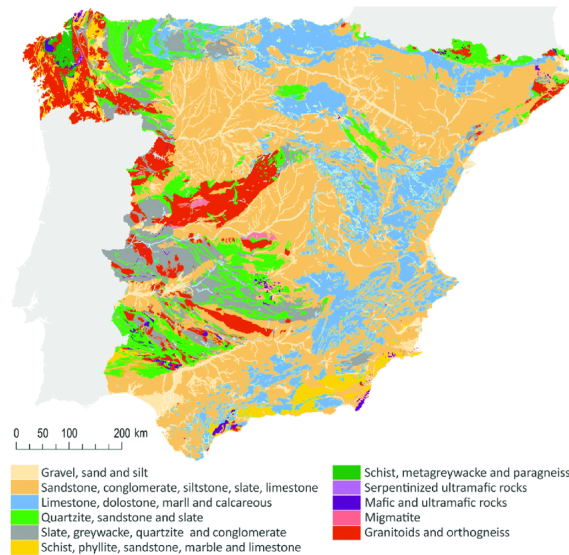 0 50 100 200 km
Gravel, sand and silt
Sandstone, conglomerate, siltstone, slate, limestone
Limestone, dolostone, marll and calcareous
Quartzite, sandstone and slate
Slate, greywacke, quartzite and conglomerate
Schist, phyllite, sandstone, marble and limestone
Schist, metagreywacke and paragneiss
Serpentinized ultramafic rocks
Mafic and ultramafic rocks
Migmatite
Granitoids and orthogneiss